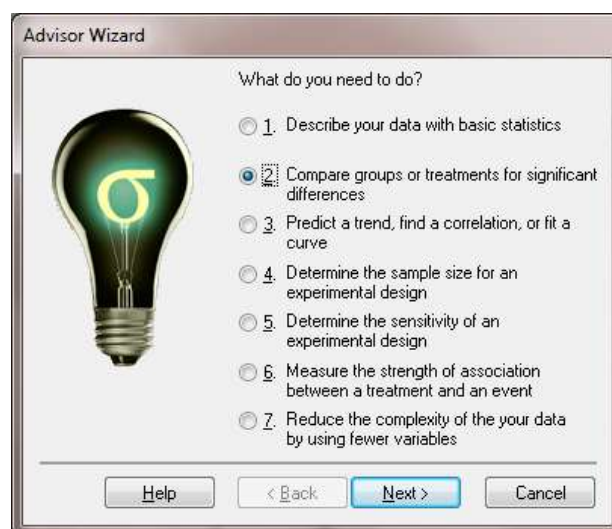 Advisor Wizard
What do you need to do?
1. Describe your data with basic statistics
2. Compare groups or treatments for significant
differences
3. Predict a trend, find a correlation, or fit a
curve
4. Determine the sample size for an
experimental design
5. Determine the sensitivity of an
experimental design
6. Measure the strength of association
between a treatment and an event
7. Reduce the complexity of the your data
by using fewer variables
σ
Help < Back Next > Cancel